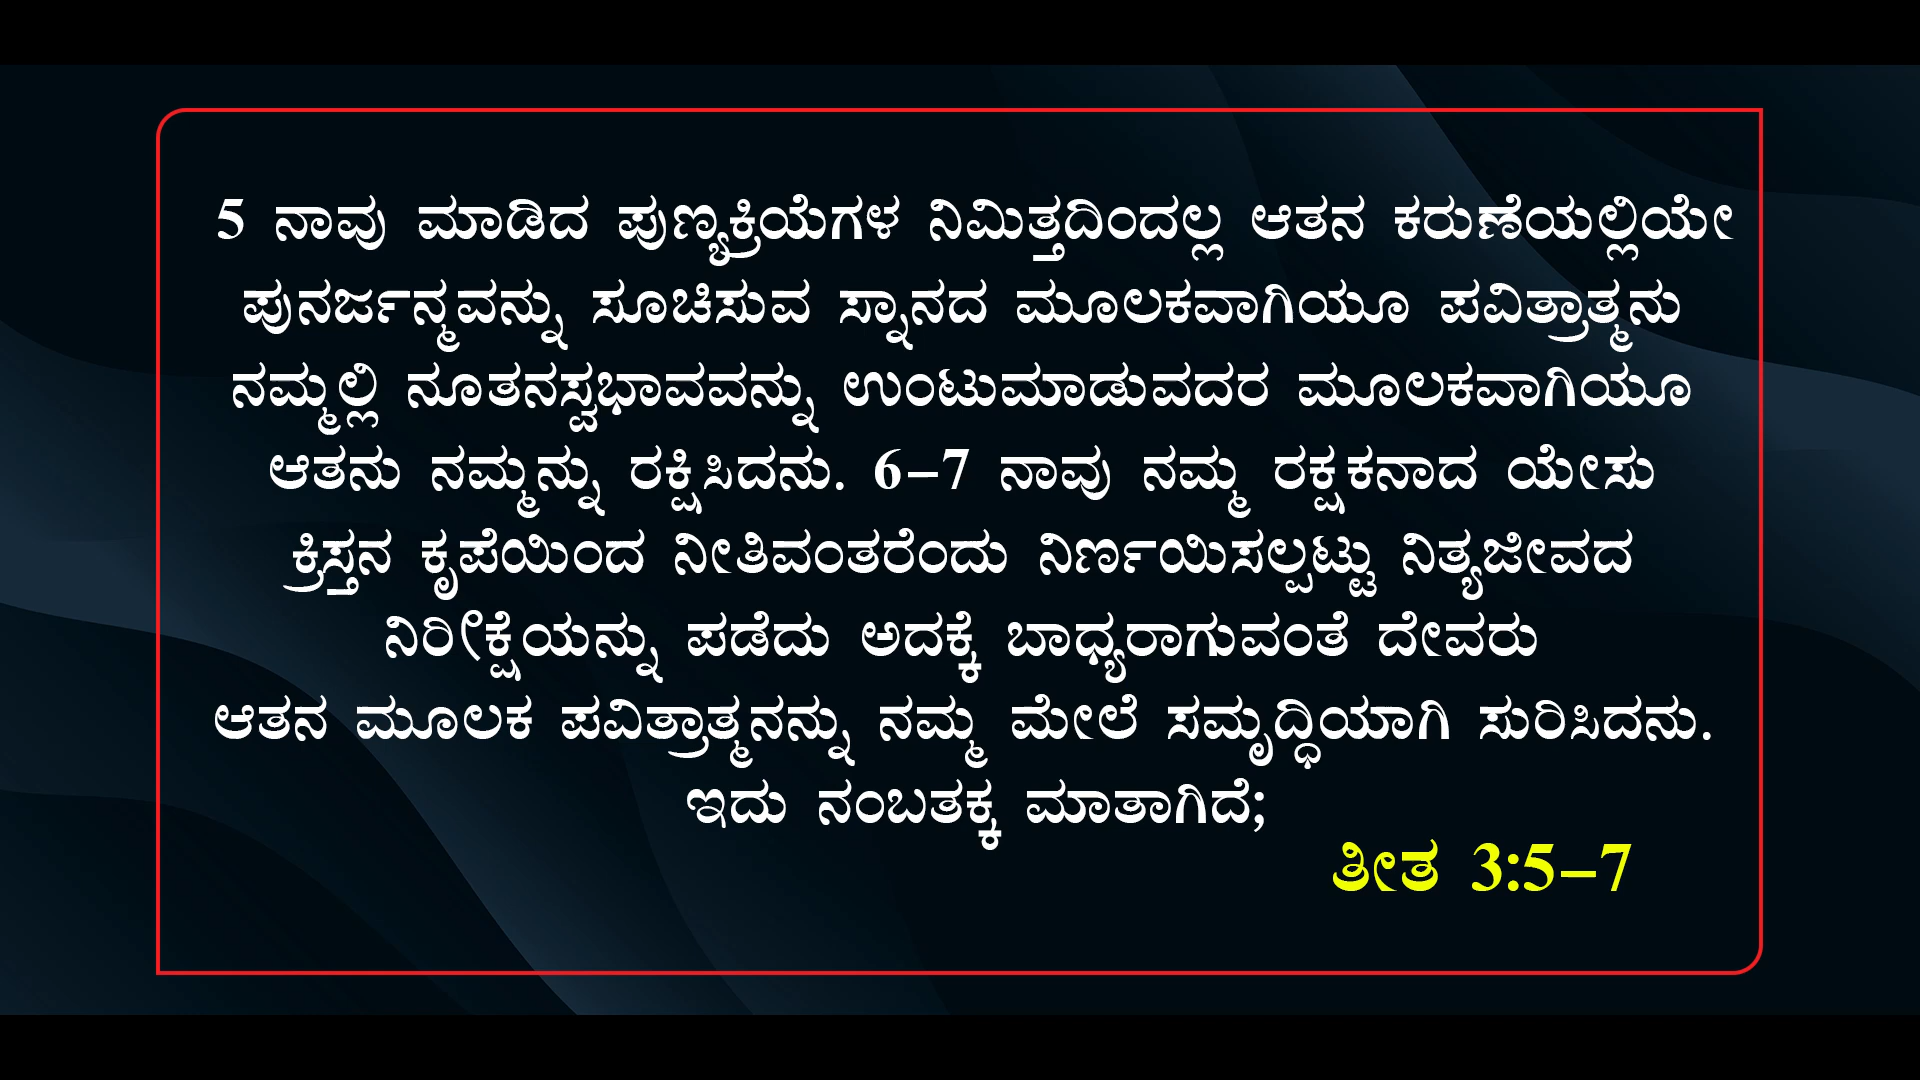 5 ನಾವು ಮಾಡಿದ ಪುಣ್ಯಕ್ರಿಯೆಗಳ ನಿಮಿತ್ತದಿಂದಲ್ಲ ಆತನ ಕರುಣೆಯಲ್ಲಿಯೇ
ಪುನರ್ಜನ್ಮವನ್ನು ಸೂಚಿಸುವ ಸ್ನಾನದ ಮೂಲಕವಾಗಿಯೂ ಪವಿತ್ರಾತ್ಮನು
ನಮ್ಮಲ್ಲಿ ನೂತನಸ್ವಭಾವವನ್ನು ಉಂಟುಮಾಡುವದರ ಮೂಲಕವಾಗಿಯೂ
ಆತನು ನಮ್ಮನ್ನು ರಕ್ಷಿಸಿದನು. 6-7 ನಾವು ನಮ್ಮ ರಕ್ಷಕನಾದ ಯೇಸು
ಕ್ರಿಸ್ತನ ಕೃಪೆಯಿಂದ ನೀತಿವಂತರೆಂದು ನಿರ್ಣಯಿಸಲ್ಪಟ್ಟು ನಿತ್ಯಜೀವದ
ನಿರೀಕ್ಷೆಯನ್ನು ಪಡೆದು ಅದಕ್ಕೆ ಬಾಧ್ಯರಾಗುವಂತೆ ದೇವರು
ಆತನ ಮೂಲಕ ಪವಿತ್ರಾತ್ಮನನ್ನು ನಮ್ಮ ಮೇಲೆ ಸಮೃದ್ಧಿಯಾಗಿ ಸುರಿಸಿದನು.
ಇದು ನಂಬತಕ್ಕ ಮಾತಾಗಿದೆ;
ತೀತ 3:5-7